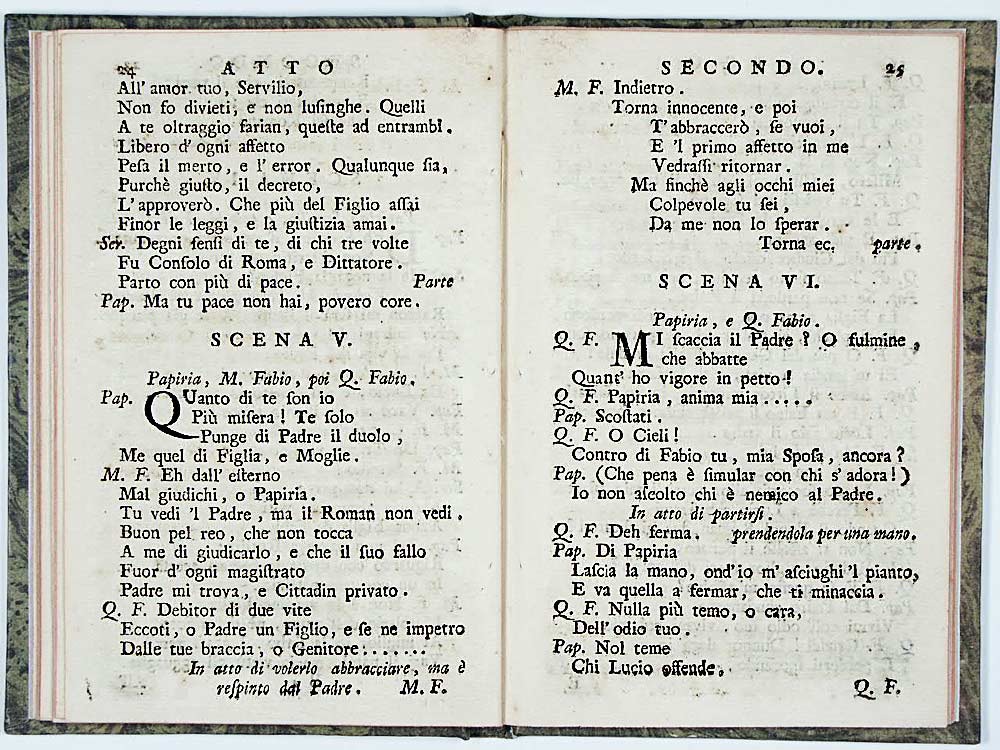 24 ATTO
All' amor tuo, Servilio,
Non fo divieti, e non luſinghe. Quelli
A te oltraggio farian, queſte ad entrambi.
Libero d' ogni affetto
Peſa il merto, e l' error. Qualunque ſia,
Purchè giuſto, il decreto,
L' approverò. Che più del Figlio aſſai
Finor le leggi, e la giuſtizia amai.
Ser. Degni ſenſi di te, di chi tre volte
Fu Conſolo di Roma, e Dittatore.
Parto con più di pace. Parte
Pap. Ma tu pace non hai, povero core.
SCENA V.
Papiria, M. Fabio, poi Q. Fabio.
Pap. QUanto di te ſon io
Più miſera! Te ſolo
Punge di Padre il duolo,
Me quel di Figlia, e Moglie.
M. F. Eh dall' eſterno
Mal giudichi, o Papiria.
Tu vedi 'l Padre, ma il Roman non vedi.
Buon pel reo, che non tocca
A me di giudicarlo, e che il ſuo fallo
Fuor d' ogni magiſtrato
Padre mi trova, e Cittadin privato.
Q. F. Debitor di due vite
Eccoti, o Padre un Figlio, e ſe ne impetro
Dalle tue braccia, o Genitore.......
In atto di volerlo abbracciare, ma è
reſpinto dal Padre. M. F.
SECONDO. 25
M. F. Indietro.
Torna innocente, e poi
T' abbraccerò, ſe vuoi,
E 'l primo affetto in me
Vedraſſi ritornar.
Ma finchè agli occhi miei
Colpevole tu ſei,
Da me non lo ſperar.
Torna ec. parte.
SCENA VI.
Papiria, e Q. Fabio.
Q. F. MI ſcaccia il Padre? O fulmine,
che abbatte
Quant' ho vigore in petto!
Q. F. Papiria, anima mia.....
Pap. Scoſtati.
Q. F. O Cieli!
Contro di Fabio tu, mia Spoſa, ancora?
Pap. (Che pena è ſimular con chi s' adora!)
Io non aſcolto chi è nemico al Padre.
In atto di partirſi.
Q. F. Deh ferma. prendendola per una mano.
Pap. Di Papiria
Laſcia la mano, ond' io m' aſciughi 'l pianto,
E va quella a fermar, che ti minaccia.
Q. F. Nulla più temo, o cara,
Dell' odio tuo.
Pap. Nol teme
Chi Lucio offende.
Q. F.